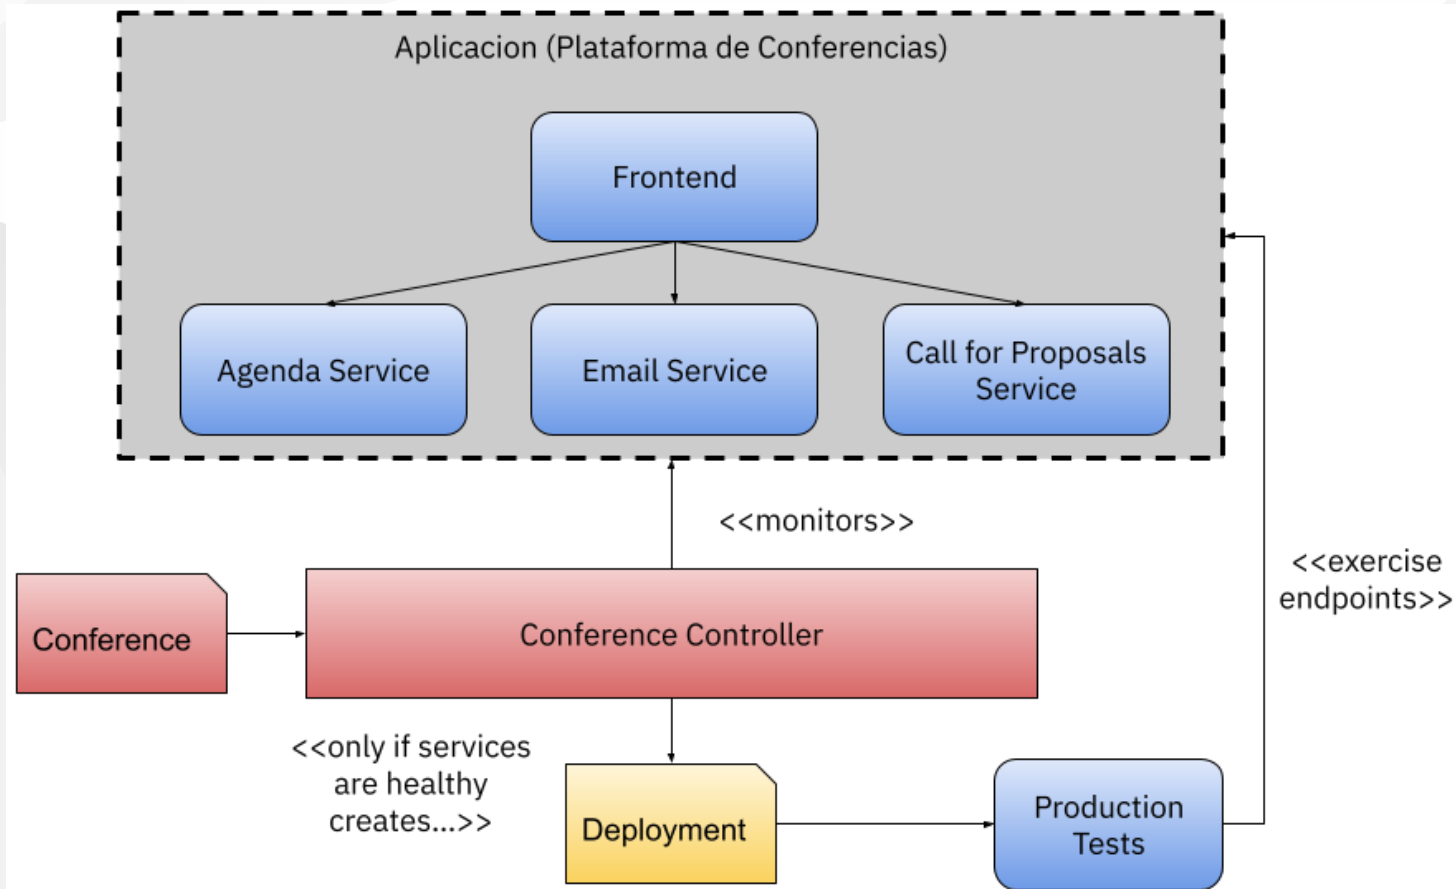 Aplicacion (Plataforma de Conferencias)
Frontend
Agenda Service
Email Service
Call for Proposals
Service
<<monitors>>
<<exercise
endpoints>>
Conference
Conference Controller
<<only if services
are healthy
creates...>>
Deployment
Production
Tests